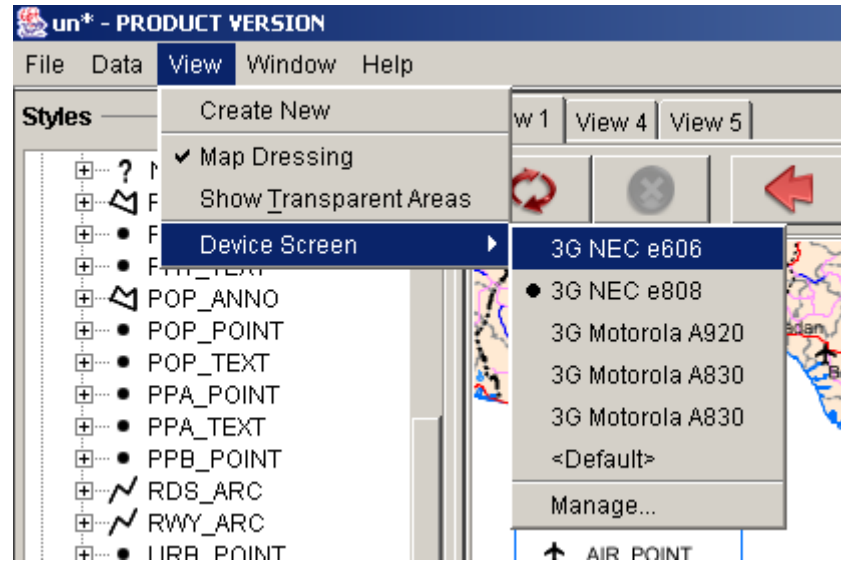 un* - PRODUCT VERSION
File Data View Window Help
Styles
Create New
Map Dressing
Show Transparent Areas
Device Screen
w 1 View 4 View 5
3G NEC e606
3G NEC e808
3G Motorola A920
3G Motorola A830
3G Motorola A830
<Default>
Manage...
POP_ANNO
POP_POINT
POP_TEXT
PPA_POINT
PPA_TEXT
PPB_POINT
RDS_ARC
RWY_ARC
URB_POINT
AIR_POINT